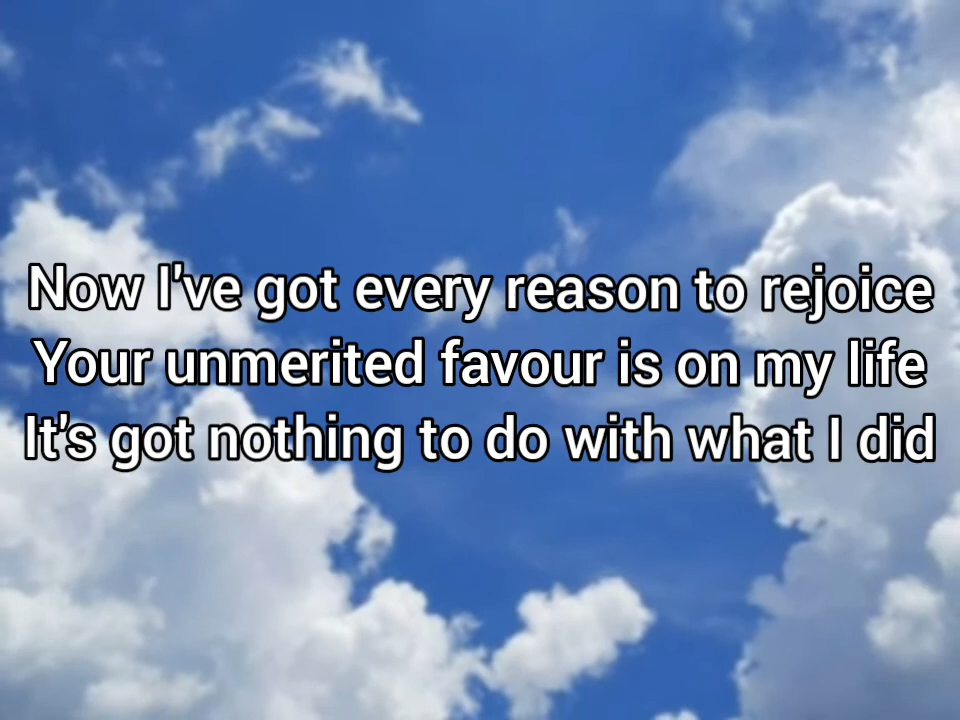 Now I've got every reason to rejoice
Your unmerited favour is on my life
It's got nothing to do with what I did